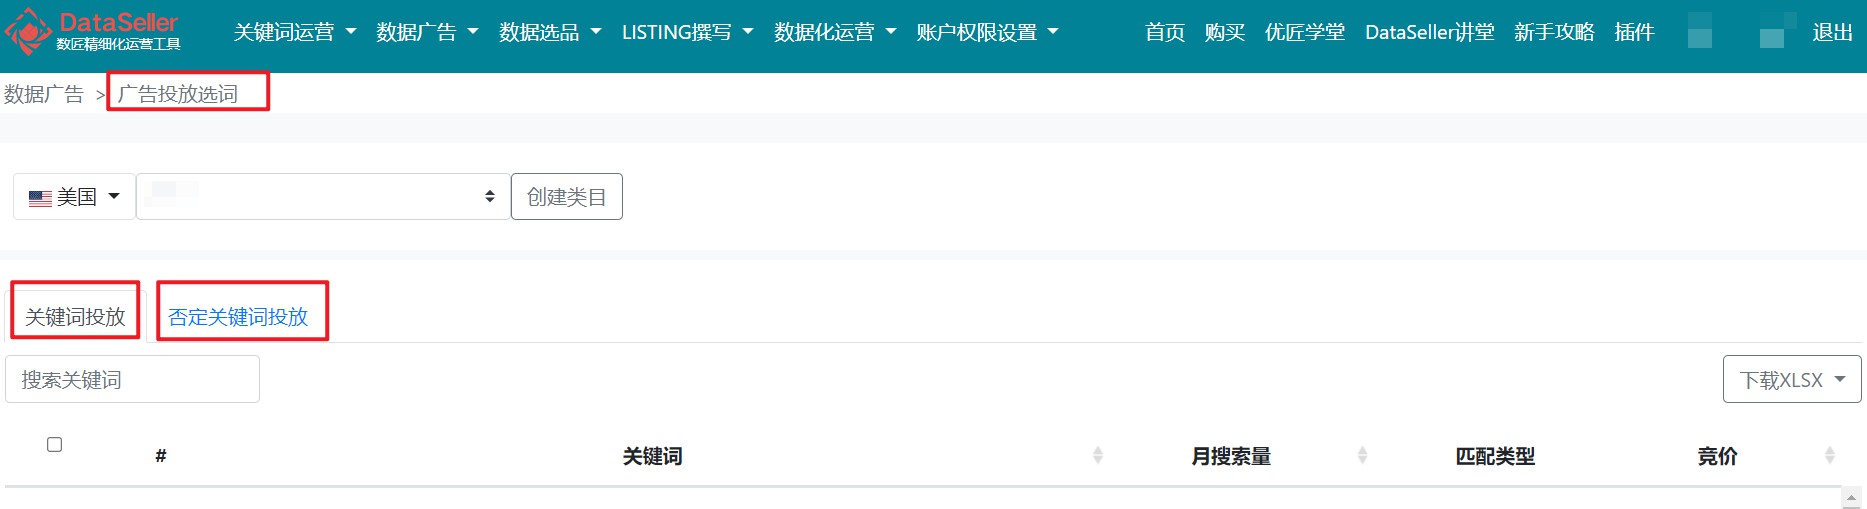 DataSeller
数匠精细化运营工具
关键词运营 数据广告 数据选品 LISTING撰写 数据化运营 账户权限设置 首页 购买 优匠学堂 DataSeller讲堂 新手攻略 插件 退出
数据广告 > 广告投放选词
美国 创建类目
关键词投放 否定关键词投放
搜索关键词 下载XLSX
# 关键词 月搜索量 匹配类型 竞价